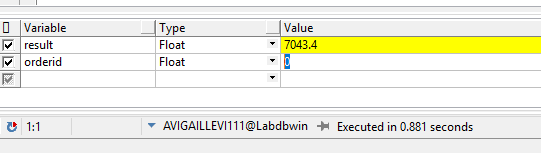 Variable Type Value
result Float 7043.4
orderid Float 0
1:1 AVIGAILLEVI111@Labdbwin Executed in 0.881 seconds